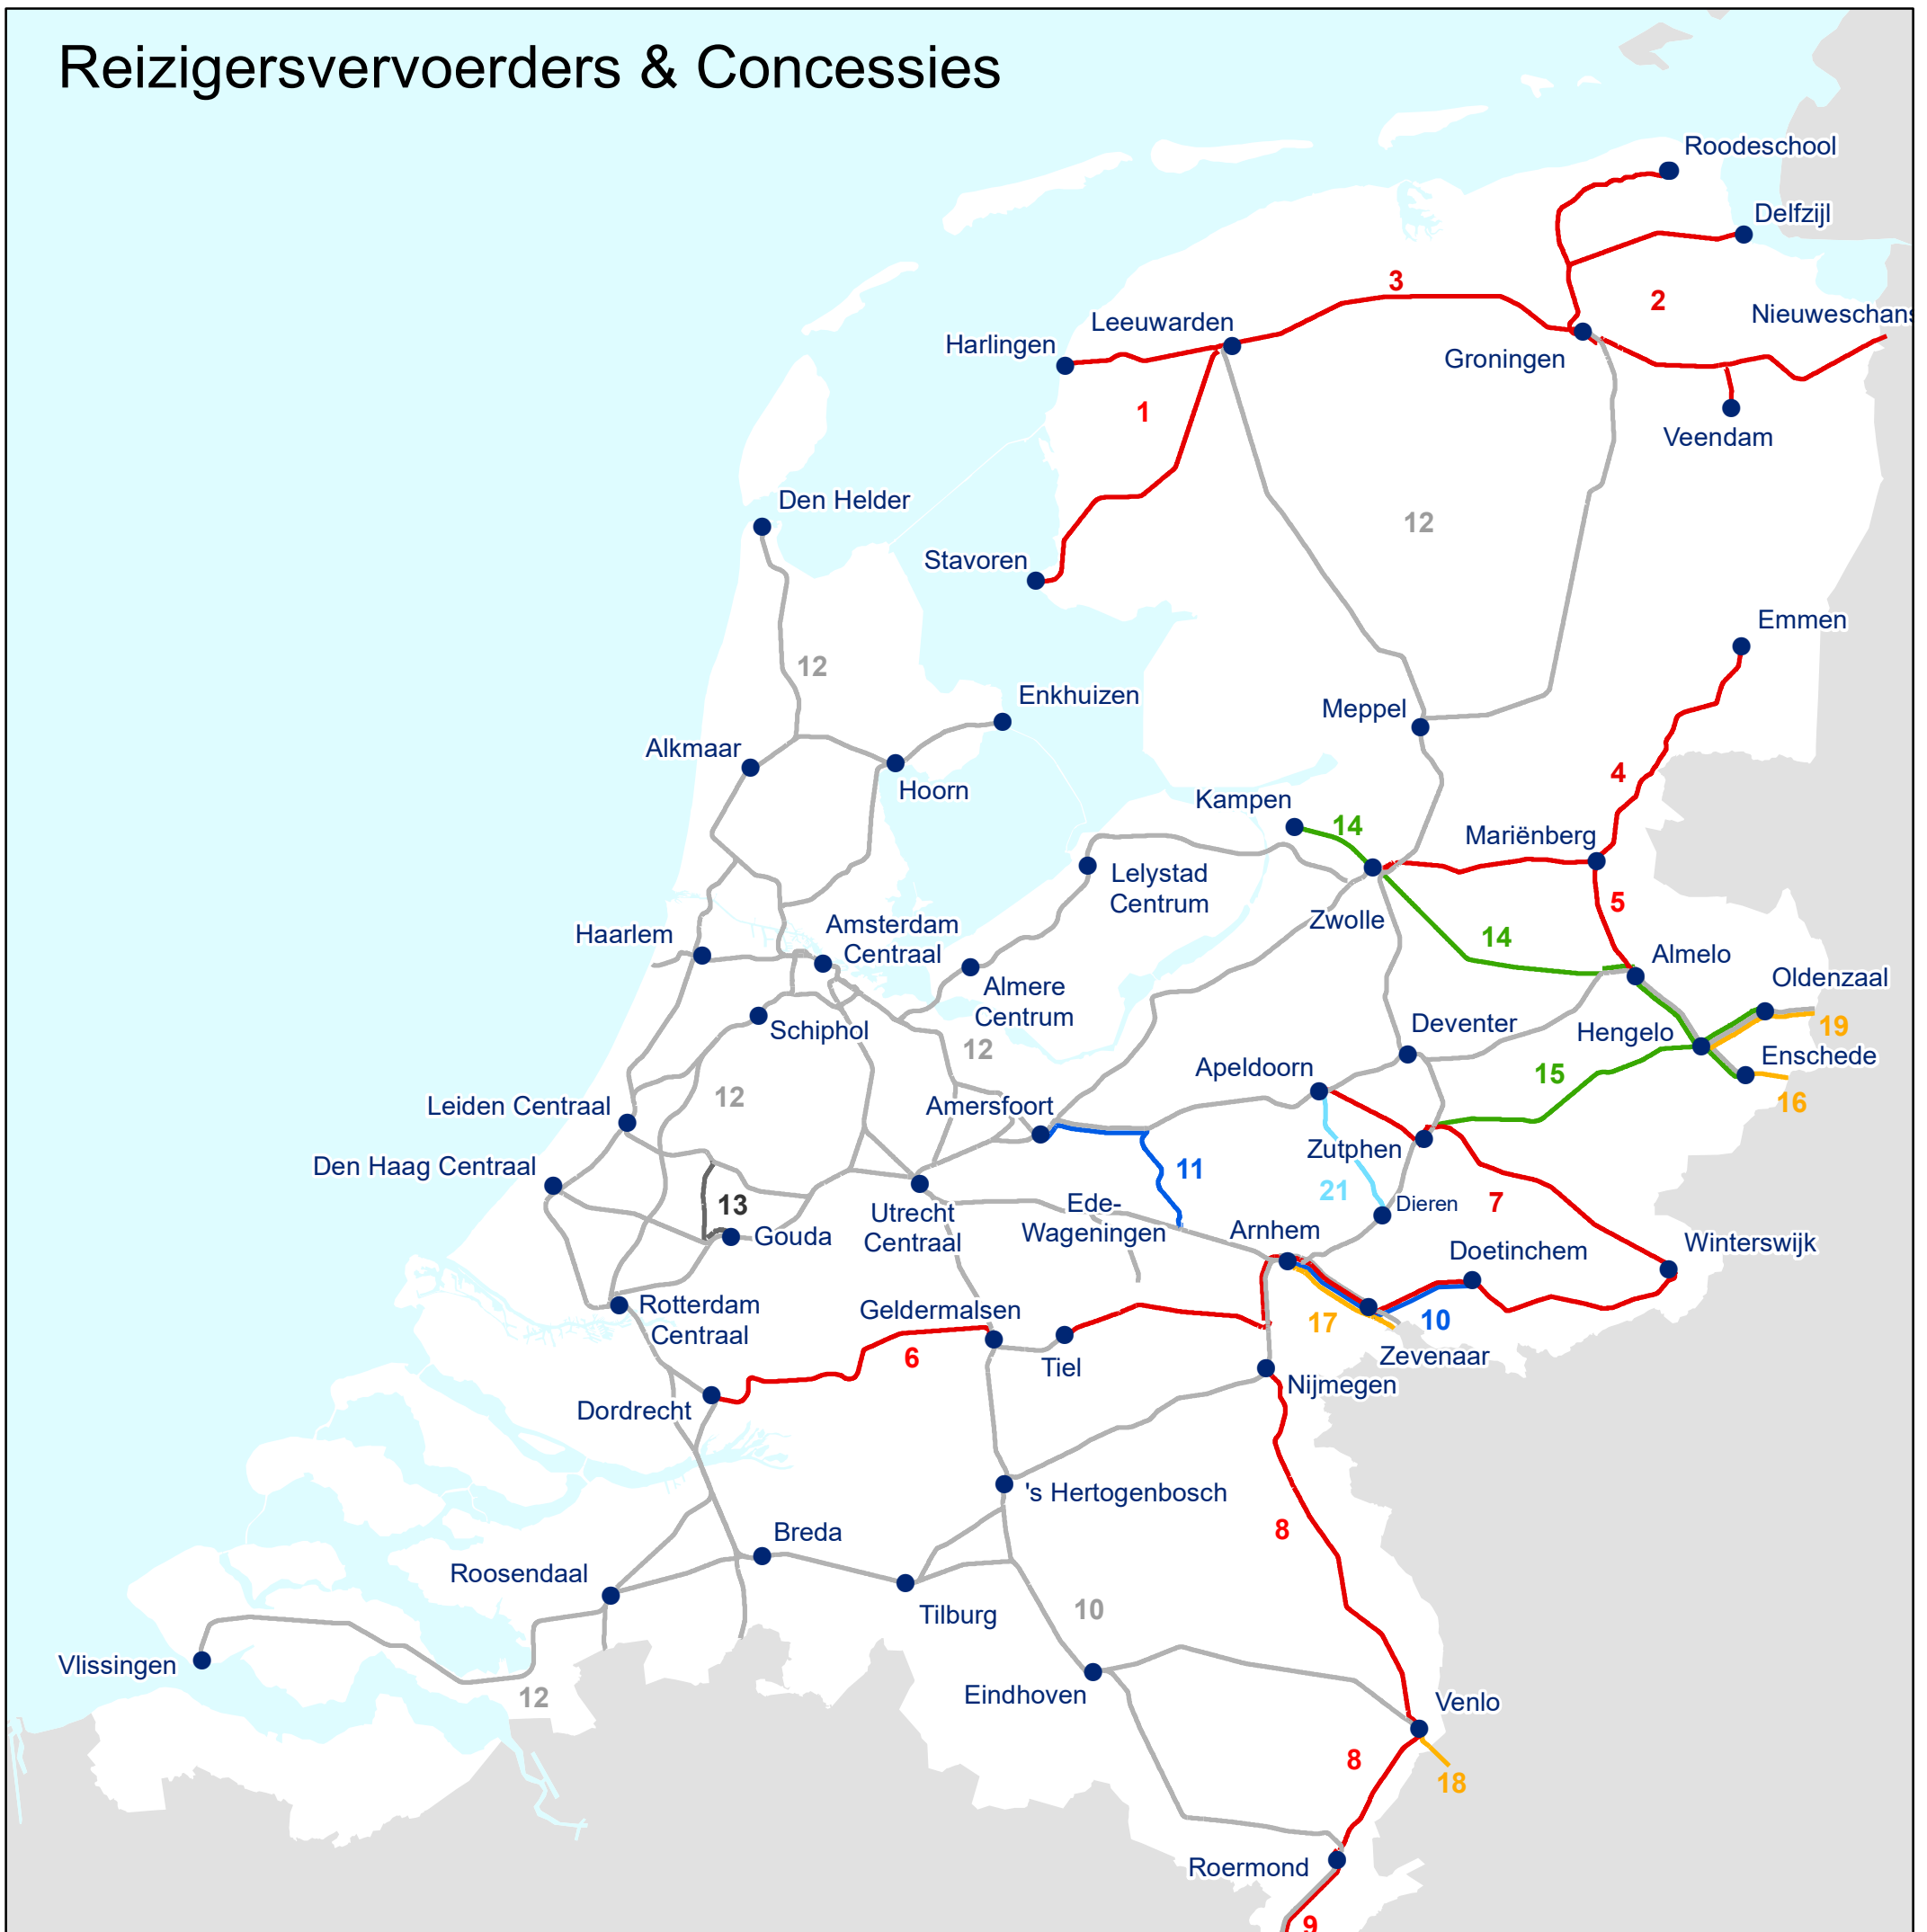 Reizigersvervoerders & Concessies
Roodeschool
Delfzijl
3
2
Leeuwarden
Nieuweschans
Harlingen
Groningen
1
Veendam
Den Helder
12
Stavoren
Emmen
12
Enkhuizen
Meppel
Alkmaar
4
Hoorn
Kampen
14
Mariënberg
Lelystad
Centrum
5
Zwolle
Haarlem
Amsterdam
Centraal
14
Almelo
Oldenzaal
Almere
Centrum
Schiphol
Deventer
Hengelo
19
12
Enschede
Apeldoorn
15
12
16
Leiden Centraal
Amersfoort
Zutphen
Den Haag Centraal
11
21
13
Dieren
7
Utrecht
Centraal
Ede-
Wageningen
Gouda
Arnhem
Doetinchem
Winterswijk
Rotterdam
Centraal
Geldermalsen
17
10
6
Tiel
Zevenaar
Nijmegen
Dordrecht
's Hertogenbosch
8
Breda
Roosendaal
Tilburg
10
Vlissingen
12
Eindhoven
Venlo
8
18
Roermond
9